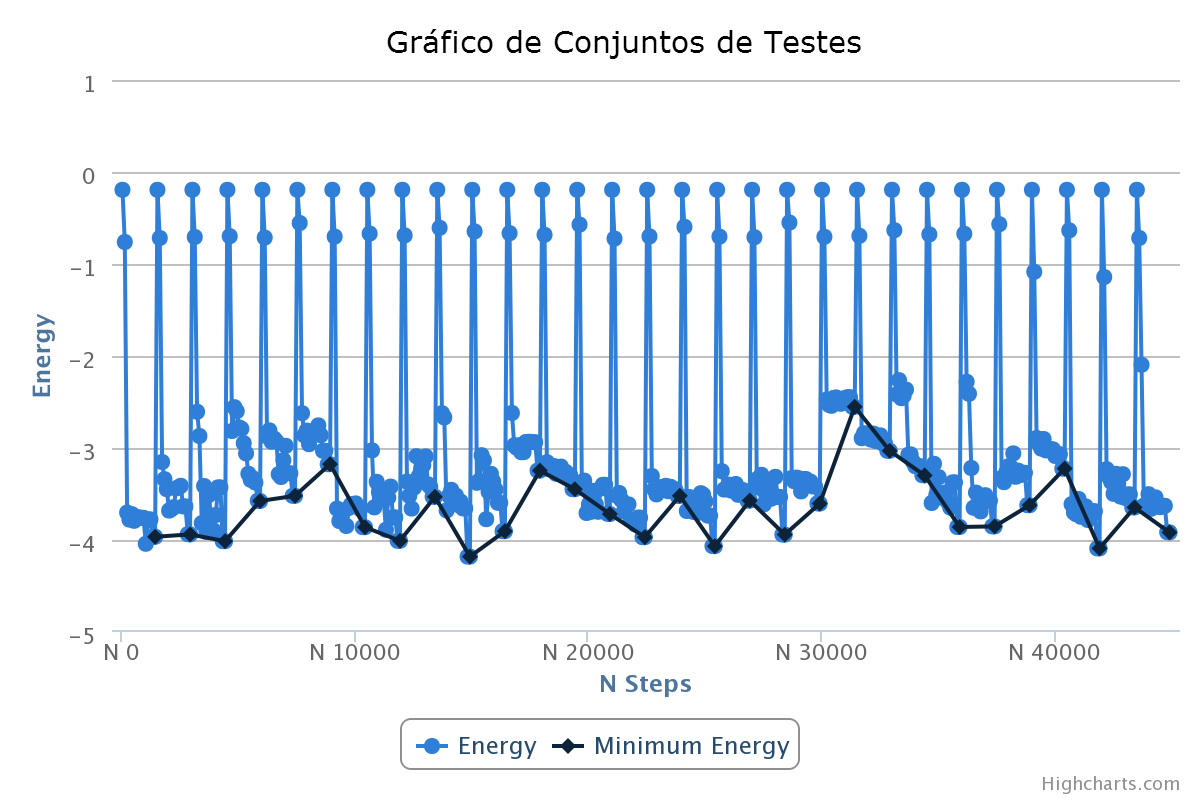 Gráfico de Conjuntos de Testes
1
0
−1
−2
−3
−4
−5
Energy
N 0 N 10000 N 20000 N 30000 N 40000
N Steps
Energy Minimum Energy
Highcharts.com